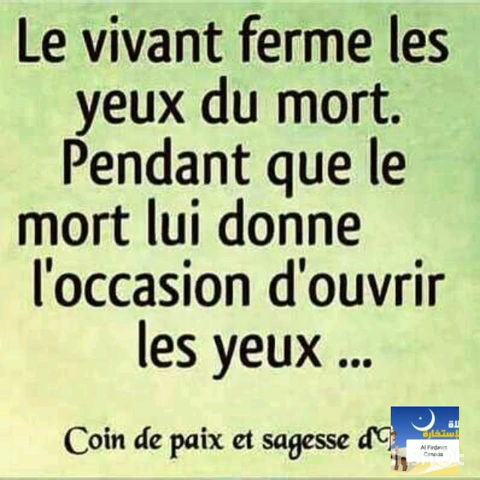 Le vivant ferme les
yeux du mort.
Pendant que le
mort lui donne
l'occasion d'ouvrir
les yeux ...
Coin de paix et sagesse